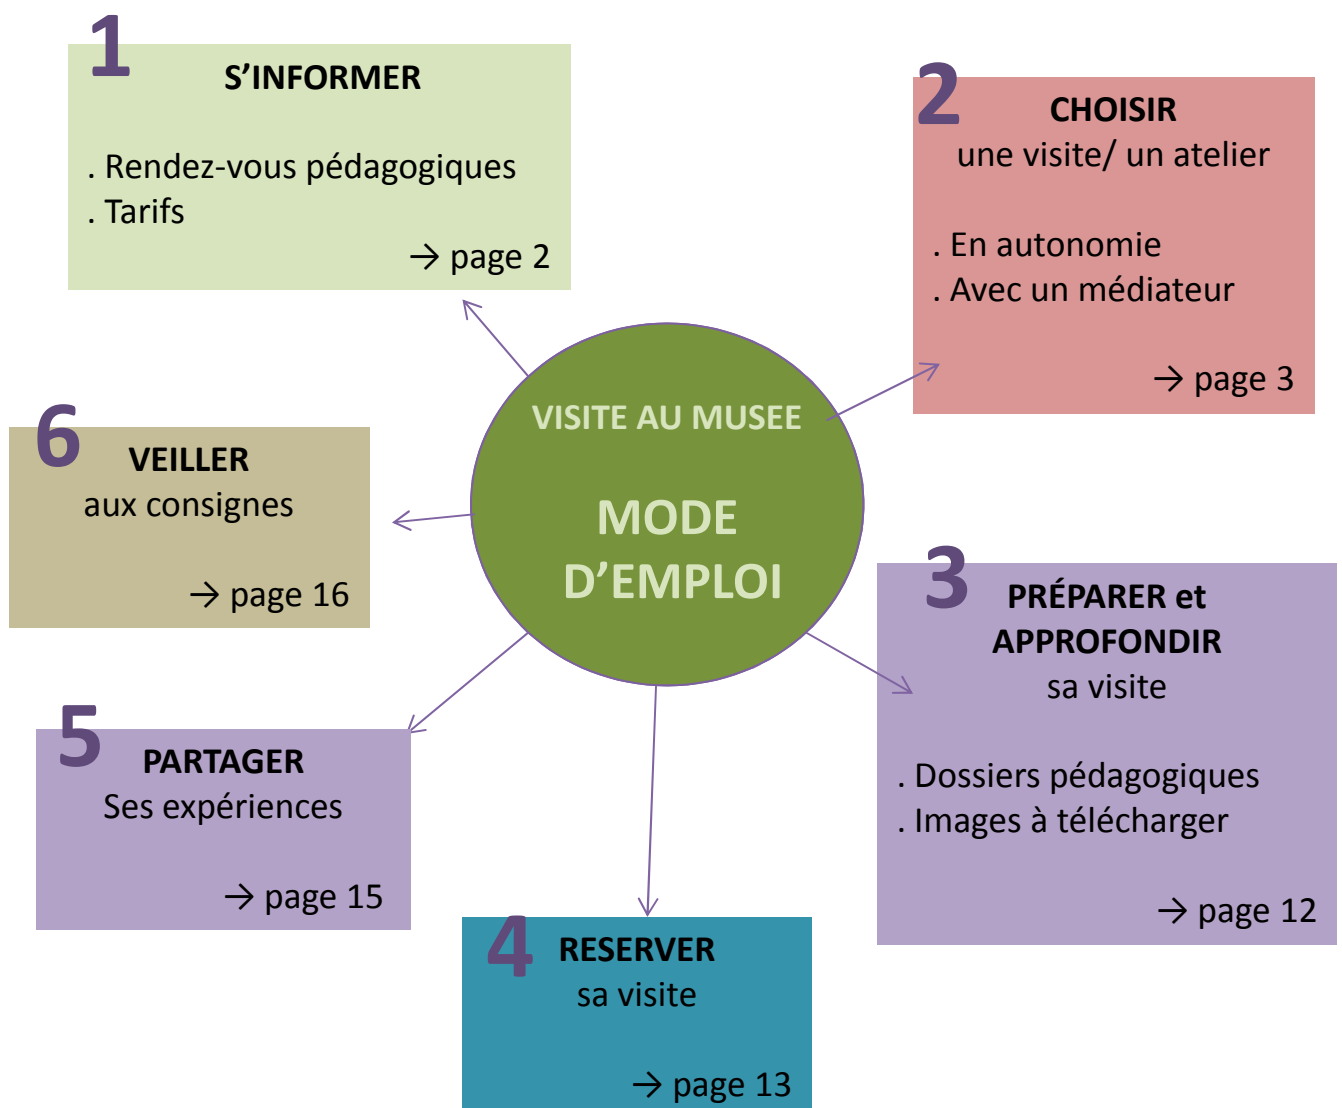 1
S’INFORMER
. Rendez-vous pédagogiques
. Tarifs
→ page 2
2
CHOISIR
une visite/ un atelier
. En autonomie
. Avec un médiateur
→ page 3
VISITE AU MUSEE
MODE
D’EMPLOI
6
VEILLER
aux consignes
→ page 16
3
PRÉPARER et
APPROFONDIR
sa visite
. Dossiers pédagogiques
. Images à télécharger
→ page 12
5
PARTAGER
Ses expériences
→ page 15
4
RESERVER
sa visite
→ page 13